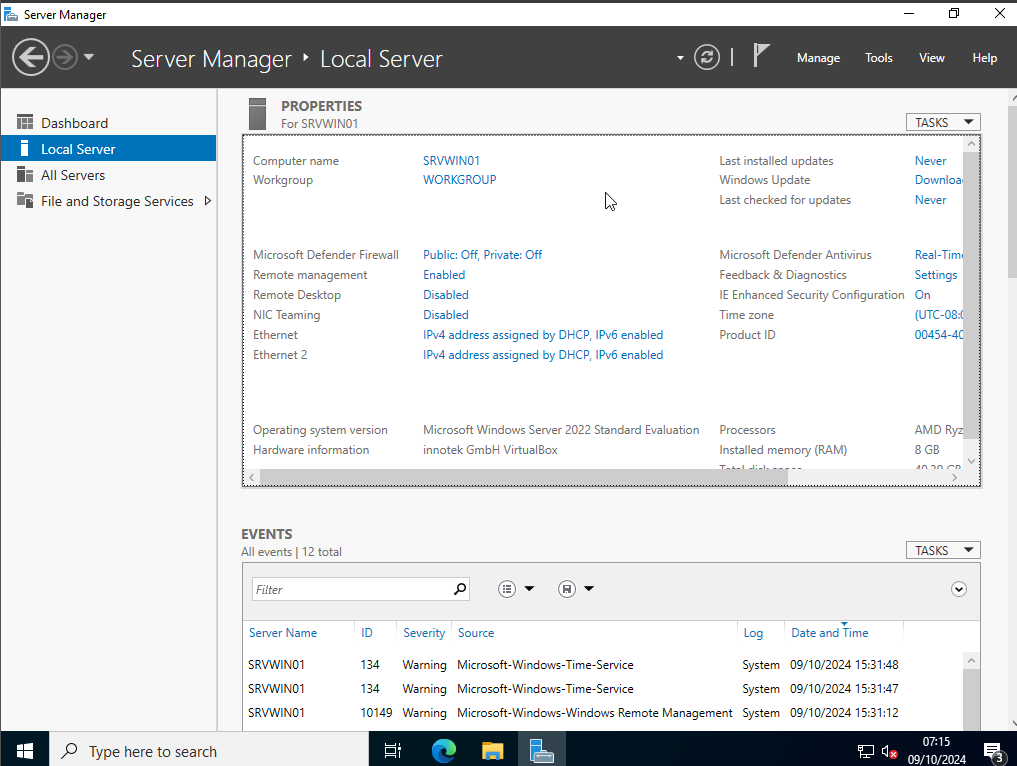 Server Manager
Server Manager ‣ Local Server
Manage Tools View Help
Dashboard
Local Server
All Servers
File and Storage Services
PROPERTIES
For SRVWIN01
TASKS
Computer name SRVWIN01 Last installed updates Never
Workgroup WORKGROUP Windows Update Downloa
Last checked for updates Never
Microsoft Defender Firewall Public: Off, Private: Off Microsoft Defender Antivirus Real-Tim
Remote management Enabled Feedback & Diagnostics Settings
Remote Desktop Disabled IE Enhanced Security Configuration On
NIC Teaming Disabled Time zone (UTC-08:0
Ethernet IPv4 address assigned by DHCP, IPv6 enabled Product ID 00454-40
Ethernet 2 IPv4 address assigned by DHCP, IPv6 enabled
Operating system version Microsoft Windows Server 2022 Standard Evaluation Processors AMD Ryz
Hardware information innotek GmbH VirtualBox Installed memory (RAM) 8 GB
Total disk space
EVENTS
All events | 12 total
TASKS
Filter
Server Name ID Severity Source Log Date and Time
SRVWIN01 134 Warning Microsoft-Windows-Time-Service System 09/10/2024 15:31:48
SRVWIN01 134 Warning Microsoft-Windows-Time-Service System 09/10/2024 15:31:47
SRVWIN01 10149 Warning Microsoft-Windows-Windows Remote Management System 09/10/2024 15:31:12
Type here to search
07:15
09/10/2024
3